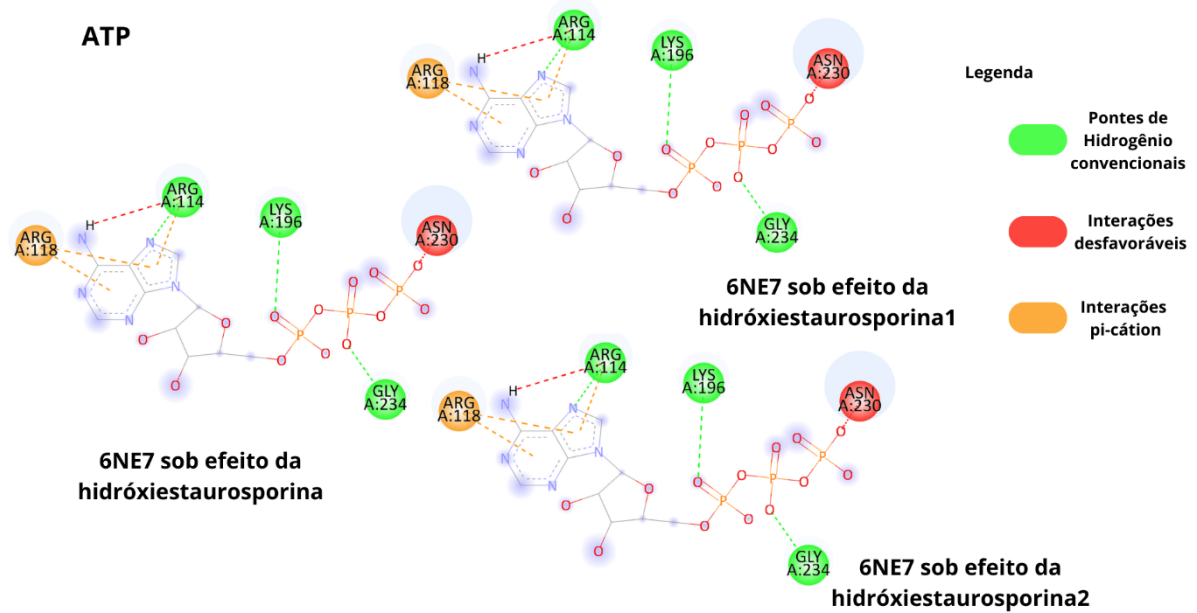 ATP
ARG
A:114
LYS
A:196
ASN
A:230
ARG
A:118
GLY
A:234
H
N
N
N
N
N
O
O
O
O
O
P
O
O
P
O
O
O
P
O
O
O
6NE7 sob efeito da
hidróxiestaurosporina1
ARG
A:114
LYS
A:196
ASN
A:230
ARG
A:118
GLY
A:234
H
N
N
N
N
N
O
O
O
O
O
P
O
O
P
O
O
O
P
O
O
O
6NE7 sob efeito da
hidróxiestaurosporina
ARG
A:114
LYS
A:196
ASN
A:230
ARG
A:118
GLY
A:234
H
N
N
N
N
N
O
O
O
O
O
P
O
O
P
O
O
O
P
O
O
O
6NE7 sob efeito da
hidróxiestaurosporina2
Legenda
Pontes de
Hidrogênio
convencionais
Interações
desfavoráveis
Interações
pi-cátion